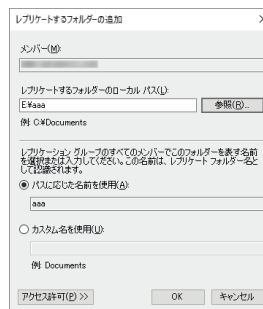 レプリケートするフォルダーの追加
メンバー(M):
レプリケートするフォルダーのローカル パス(L):
E:¥aaa
参照(R)...
例: C:¥Documents
レプリケーション グループのすべてのメンバーでこのフォルダーを表す名前
を選択または入力してください。この名前は、レプリケート フォルダー名と
して認識されます。
パスに応じた名前を使用(A):
aaa
カスタム名を使用(U):
例: Documents
アクセス許可(P) >>
OK
キャンセル